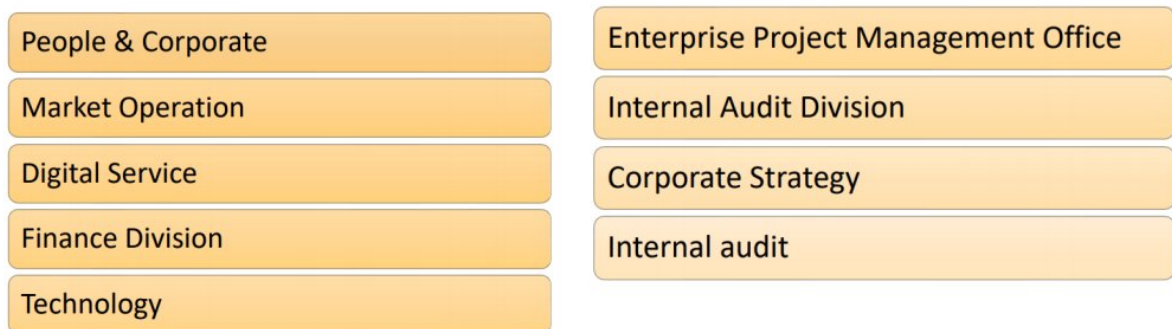 People & Corporate
Market Operation
Digital Service
Finance Division
Technology
Enterprise Project Management Office
Internal Audit Division
Corporate Strategy
Internal audit